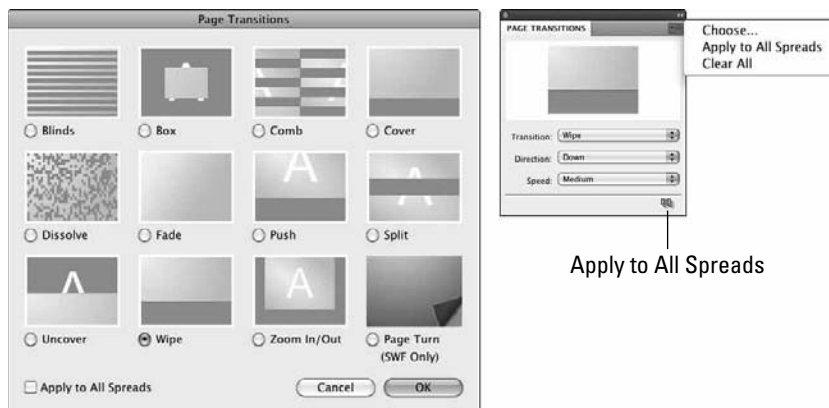 Page Transitions
Blinds
Box
Comb
Cover
Dissolve
Fade
Push
Split
Uncover
Wipe
Zoom In/Out
Page Turn
(SWF Only)
Apply to All Spreads
Cancel
OK
PAGE TRANSITIONS
Transition: Wipe
Direction: Down
Speed: Medium
Choose...
Apply to All Spreads
Clear All
Apply to All Spreads